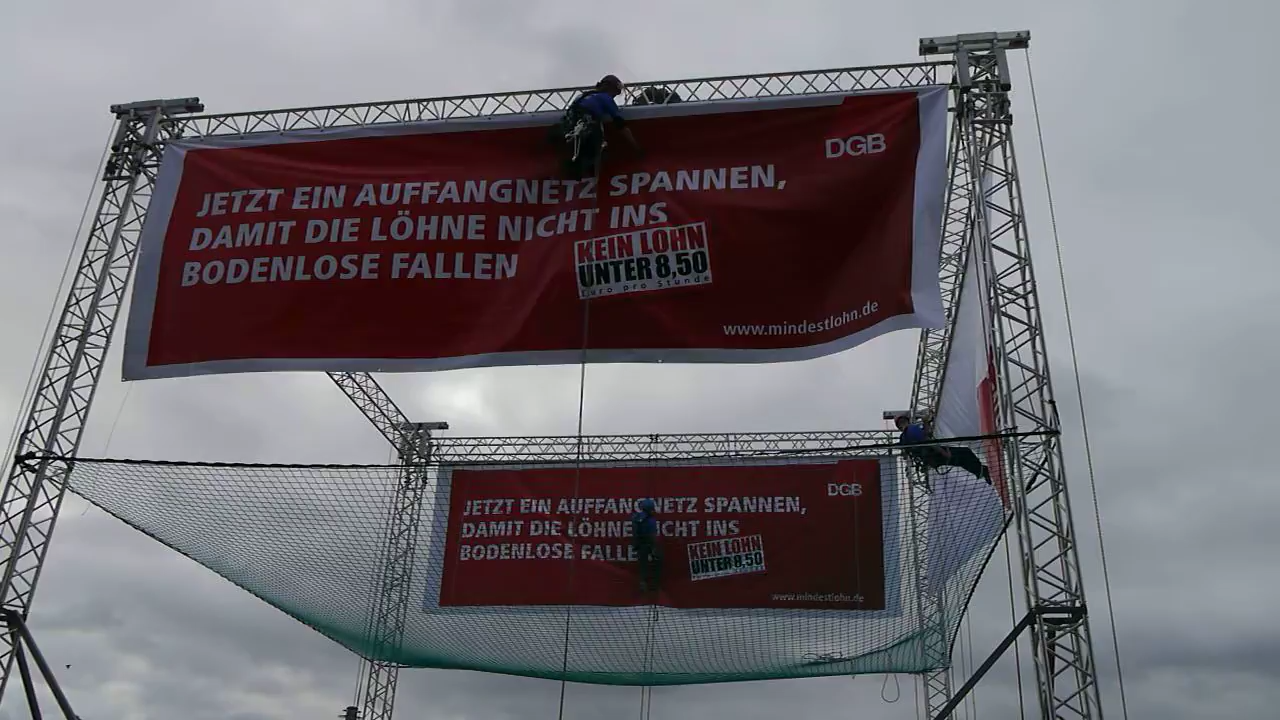 DGB
JETZT EIN AUFFANGNETZ SPANNEN,
DAMIT DIE LÖHNE NICHT INS
BODENLOSE FALLEN
KEIN LOHN
UNTER 8,50
Euro pro Stunde
www.mindestlohn.de
DGB
JETZT EIN AUFFANGNETZ SPANNEN,
DAMIT DIE LÖHNE NICHT INS
BODENLOSE FALLEN
KEIN LOHN
UNTER 8,50
www.mindestlohn.de